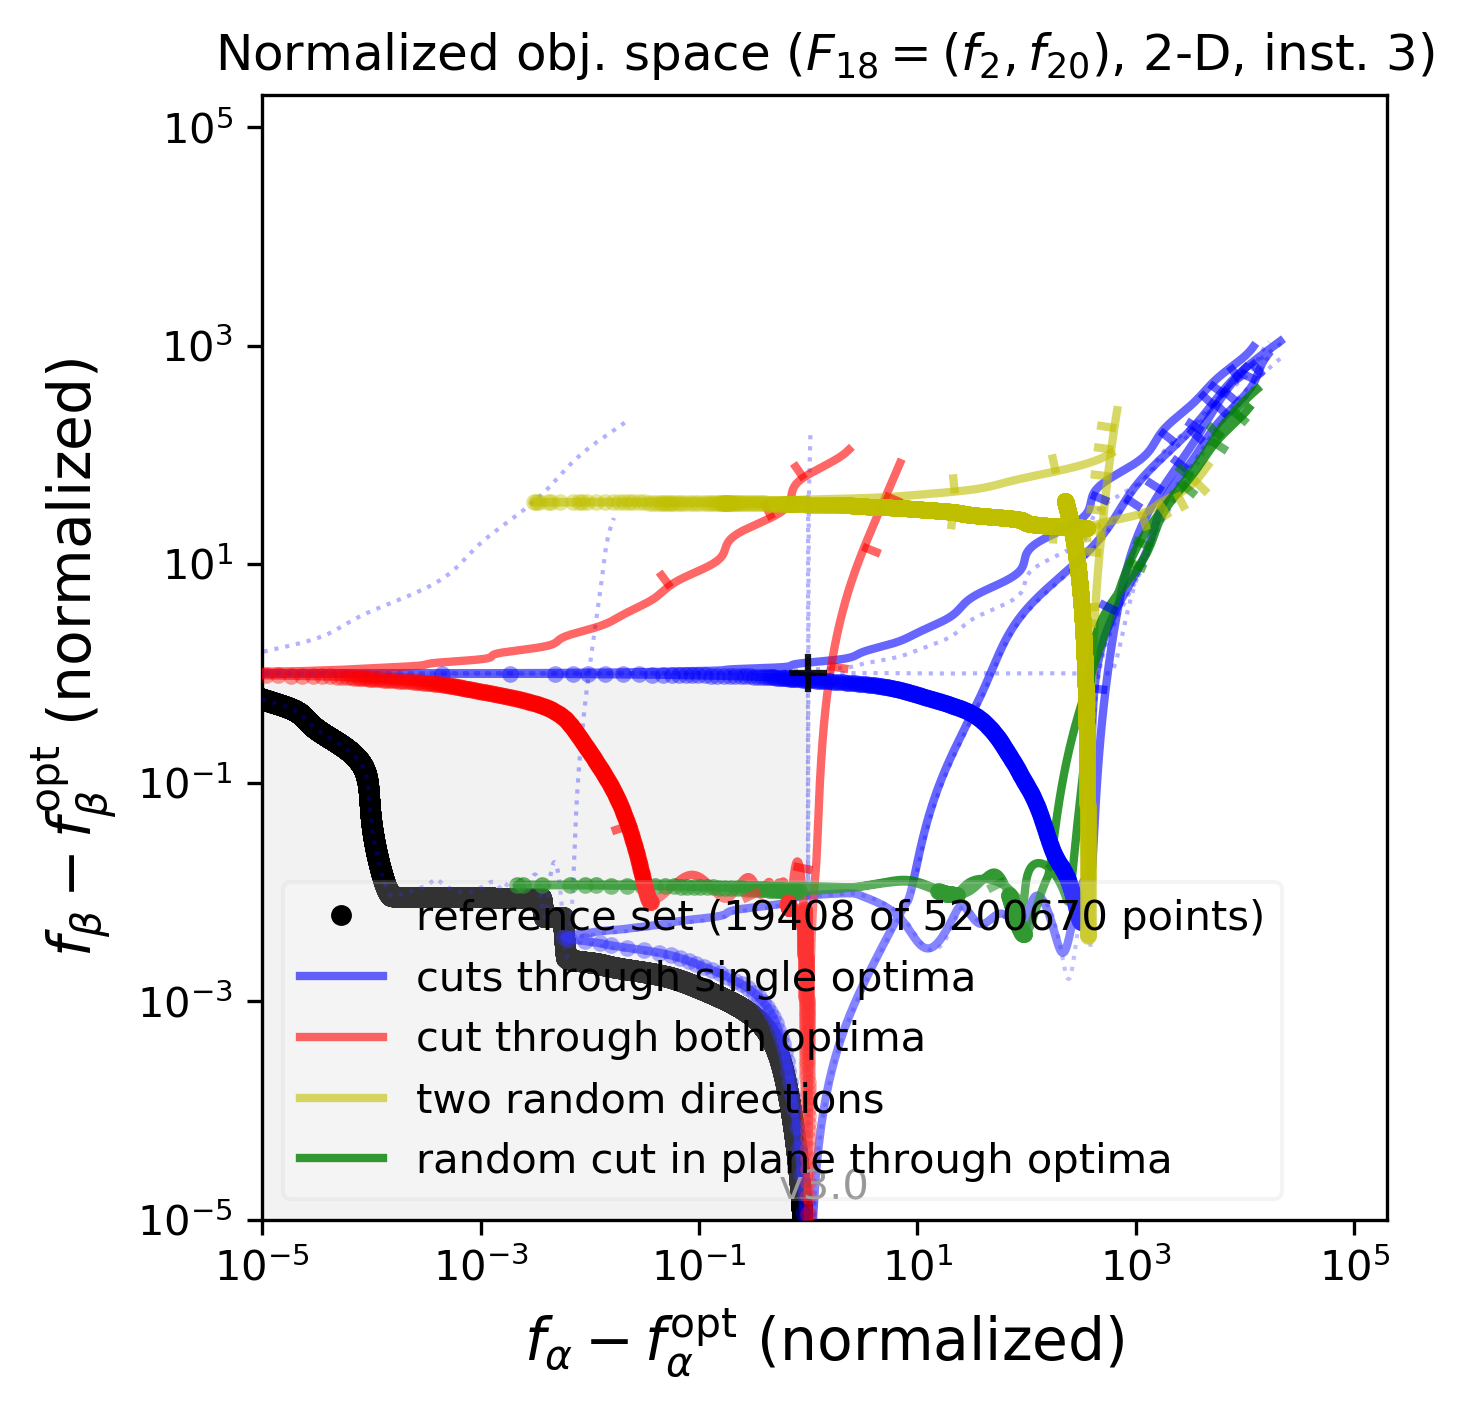 Normalized obj. space ($F_{18} = (f_2, f_{20})$, 2-D, inst. 3)
$10^5$
$10^3$
$10^1$
$10^{-1}$
$10^{-3}$
$10^{-5}$
$f_\beta - f_\beta^{\mathrm{opt}}$ (normalized)
reference set (19408 of 5200670 points)
cuts through single optima
cut through both optima
two random directions
random cut in plane through optima
v3.0
$10^{-5}$ $10^{-3}$ $10^{-1}$ $10^1$ $10^3$ $10^5$
$f_\alpha - f_\alpha^{\mathrm{opt}}$ (normalized)